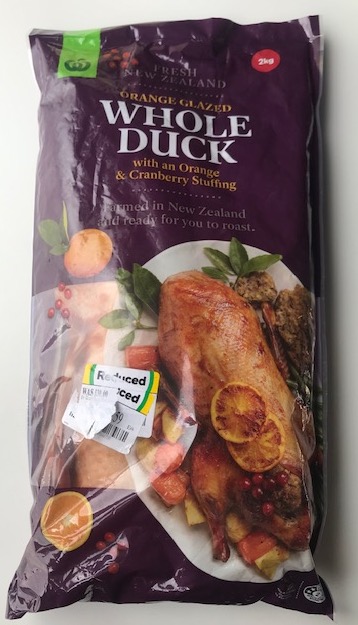 FRESH
NEW ZEALAND
2kg
ORANGE GLAZED
WHOLE
DUCK
with an Orange
& Cranberry Stuffing
Farmed in New Zealand
and ready for you to roast.
Reduced